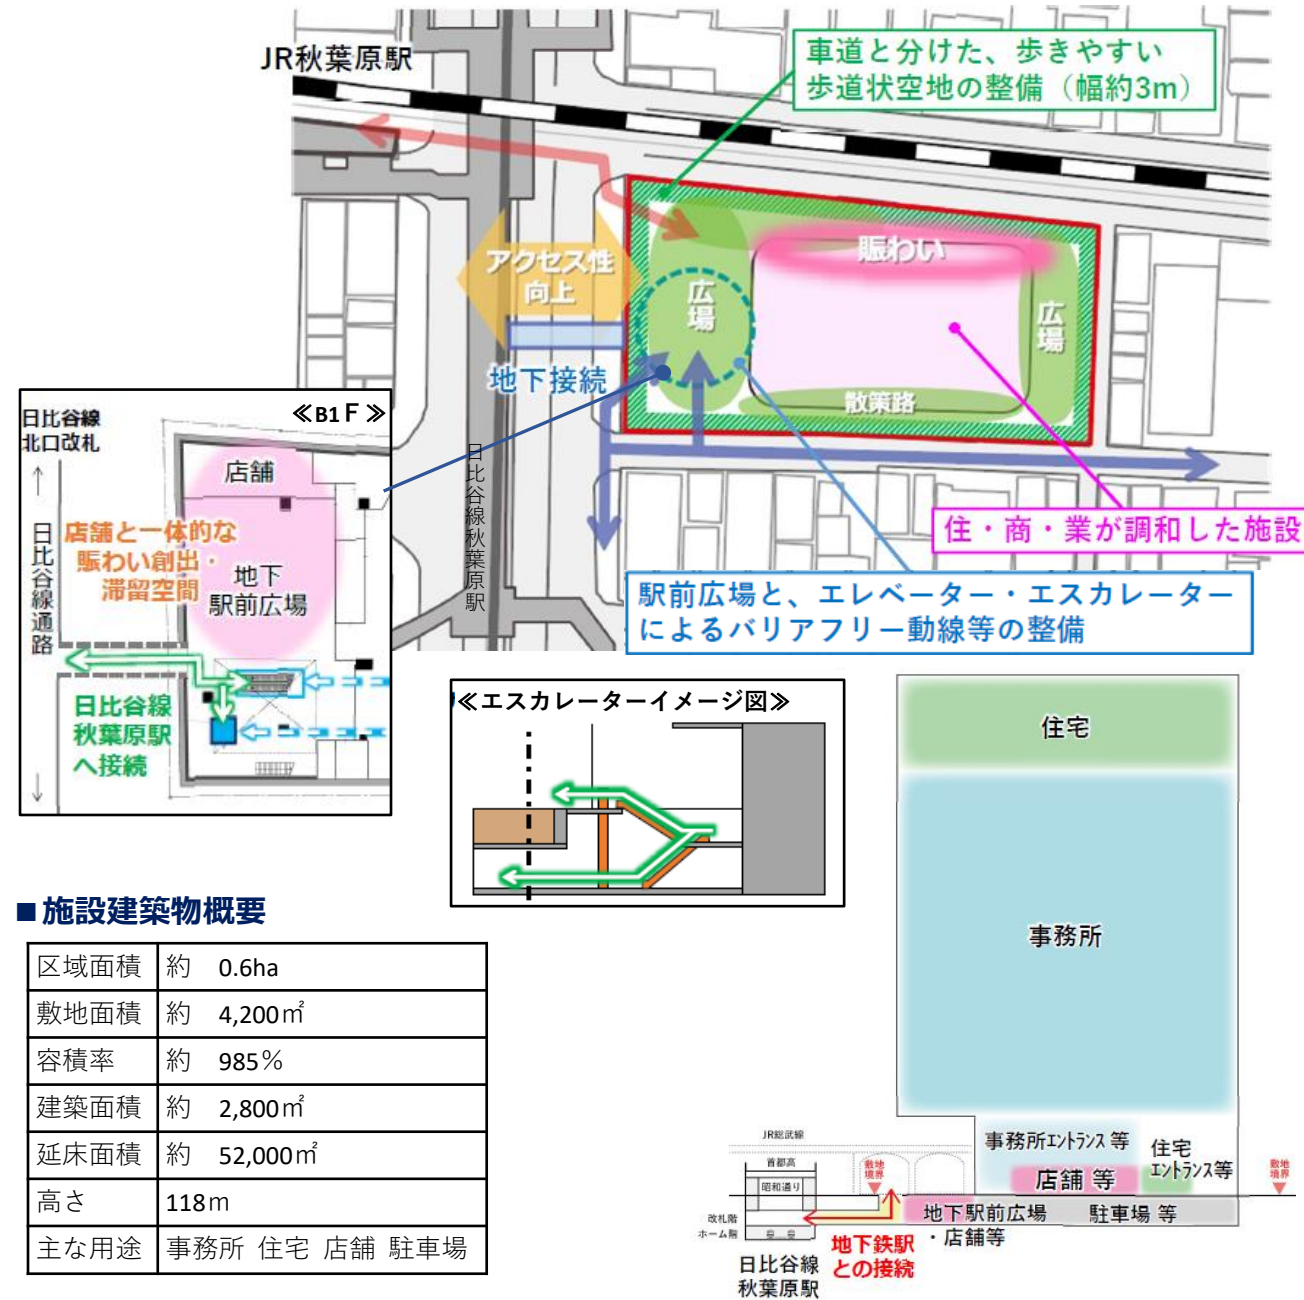 JR秋葉原駅
車道と分けた、歩きやすい
歩道状空地の整備（幅約3m）
賑わい
アクセス性
向上
広場
広場
地下接続
散策路
日比谷線秋葉原駅
住・商・業が調和した施設
駅前広場と、エレベーター・エスカレーター
によるバリアフリー動線等の整備
≪B1F≫
日比谷線
北口改札
店舗
店舗と一体的な
賑わい創出・
滞留空間
地下
駅前広場
日比谷線通路
日比谷線
秋葉原駅
へ接続
≪エスカレーターイメージ図≫
住宅
事務所
事務所エントランス 等
住宅
エントランス等
店舗 等
地下駅前広場
・店舗等
駐車場 等
JR総武線
首都高
昭和通り
改札階
ホーム階
敷地
境界
敷地
境界
地下鉄駅
との接続
日比谷線
秋葉原駅
■施設建築物概要
区域面積 約 0.6ha
敷地面積 約 4,200㎡
容積率 約 985％
建築面積 約 2,800㎡
延床面積 約 52,000㎡
高さ 118m
主な用途 事務所 住宅 店舗 駐車場